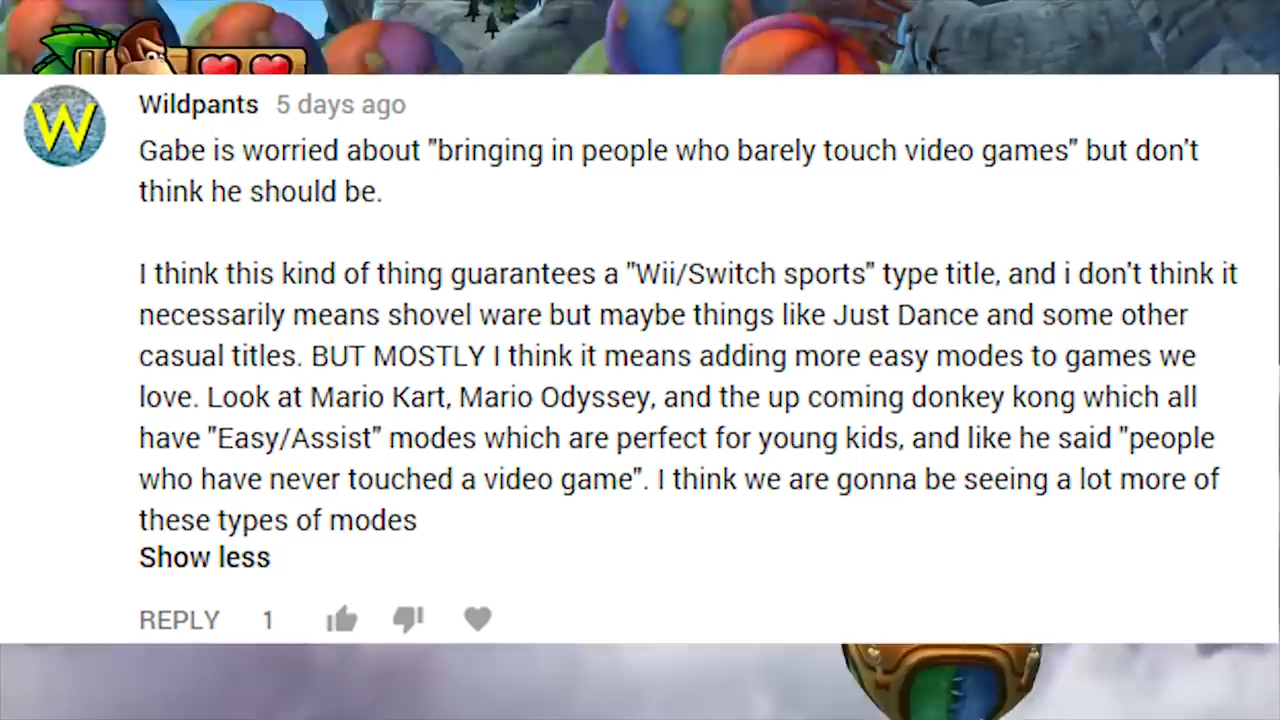 W
Wildpants 5 days ago
Gabe is worried about "bringing in people who barely touch video games" but don't
think he should be.
I think this kind of thing guarantees a "Wii/Switch sports" type title, and i don't think it
necessarily means shovel ware but maybe things like Just Dance and some other
casual titles. BUT MOSTLY I think it means adding more easy modes to games we
love. Look at Mario Kart, Mario Odyssey, and the up coming donkey kong which all
have "Easy/Assist" modes which are perfect for young kids, and like he said "people
who have never touched a video game". I think we are gonna be seeing a lot more of
these types of modes
Show less
REPLY 1